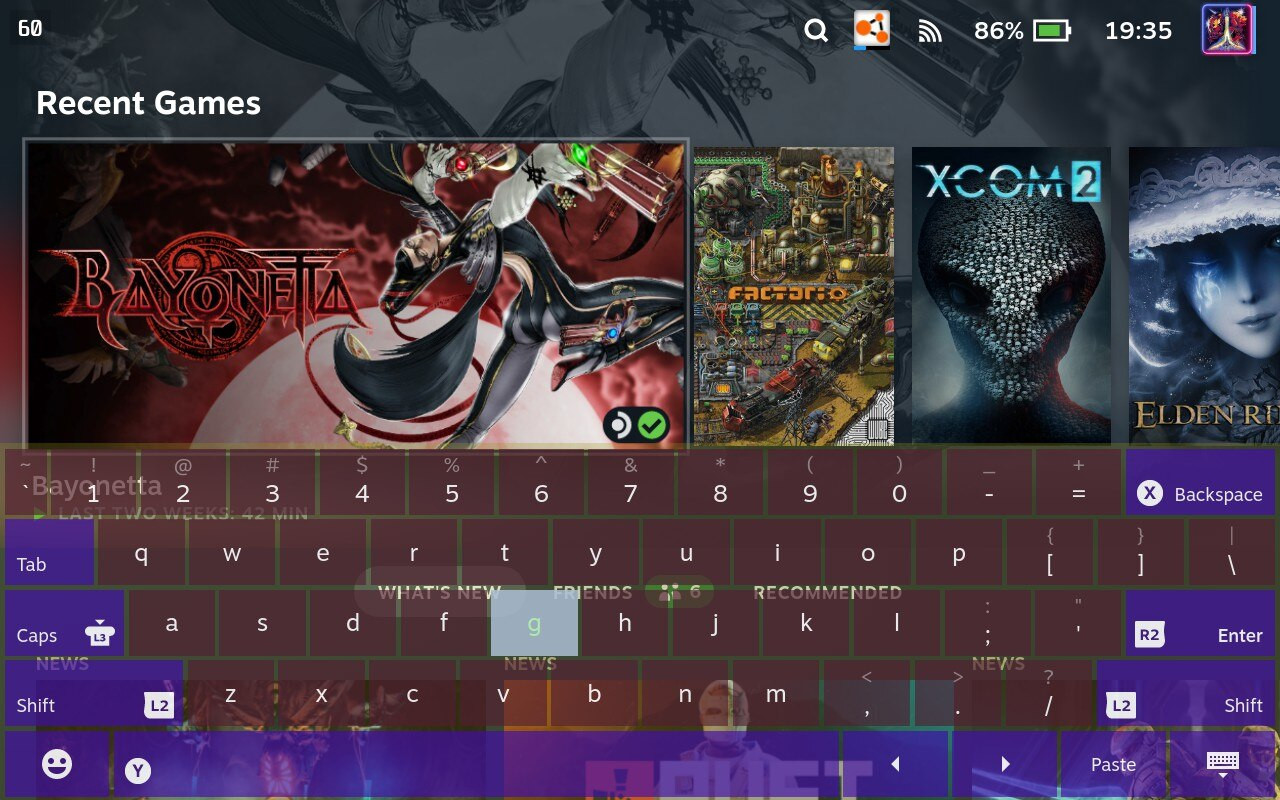 60
86%
19:35
Recent Games
BAYONETTA
FACTORIO
XCOM 2
ELDEN RI
Bayonetta
LAST TWO WEEKS: 42 MIN
~ ! @ # $ % ^ & * ( ) _ +
` 1 2 3 4 5 6 7 8 9 0 - = X Backspace
Tab q w e r t y u i o p { [ } ] | \
WHAT'S NEW FRIENDS 6 RECOMMENDED
Caps L3 a s d f g h j k l : ; " ' R2 Enter
NEWS NEWS NEWS
Shift L2 z x c v b n m < , > . ? / L2 Shift
Y Paste